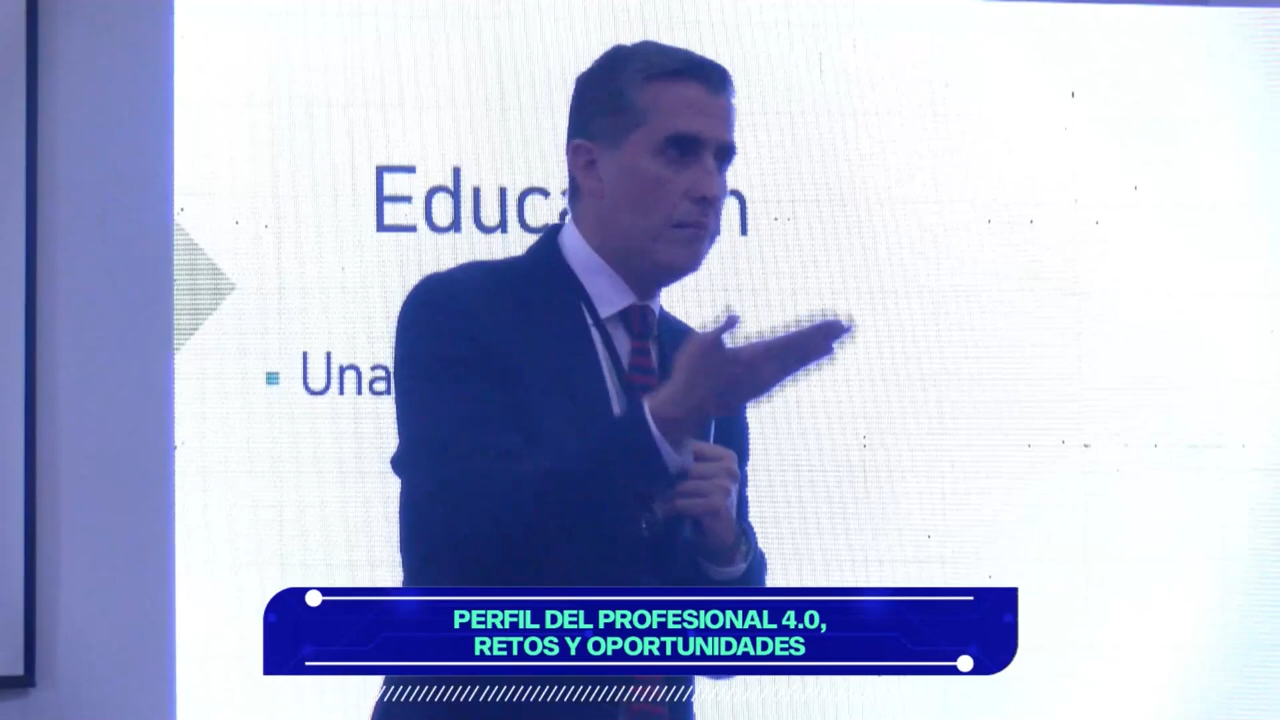 Educa n
Una
PERFIL DEL PROFESIONAL 4.0,
RETOS Y OPORTUNIDADES